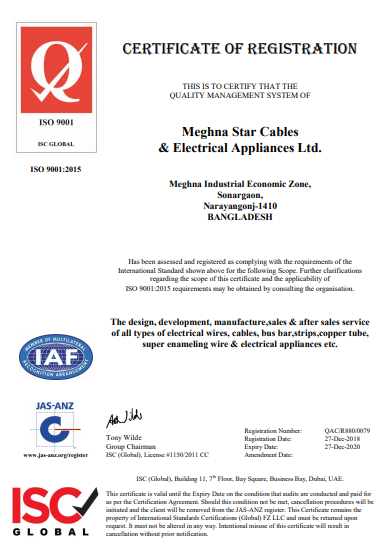 CERTIFICATE OF REGISTRATION
THIS IS TO CERTIFY THAT THE
QUALITY MANAGEMENT SYSTEM OF
ISO 9001
ISC GLOBAL
ISO 9001:2015
Meghna Star Cables
& Electrical Appliances Ltd.
Meghna Industrial Economic Zone,
Sonargaon,
Narayangonj-1410
BANGLADESH
Has been assessed and registered as complying with the requirements of the
International Standard shown above for the following Scope. Further clarifications
regarding the scope of this certificate and the applicability of
ISO 9001:2015 requirements may be obtained by consulting the organisation.
MEMBER OF MULTILATERAL
IAF
RECOGNITION ARRANGEMENT
The design, development, manufacture,sales & after sales service
of all types of electrical wires, cables, bus bar,strips,copper tube,
super enameling wire & electrical appliances etc.
JAS-ANZ
C
www.jas-anz.org/register
Tony Wilde
Group Chairman
ISC (Global), License #1150/2011 CC
Registration Number: QAC/R880/0079
Registration Date: 27-Dec-2018
Expiry Date: 27-Dec-2020
Amendment Date:
ISC (Global), Building 11, 7th Floor, Bay Square, Business Bay, Dubai, UAE.
ISC
GLOBAL
This certificate is valid until the Expiry Date on the condition that audits are conducted and paid for
as per the Certification Agreement. Should this condition not be met, cancellation procedures will be
initiated and the client will be removed from the JAS-ANZ register. This Certificate remains the
property of International Standards Certifications (Global) FZ LLC and must be returned upon
request. It must not be altered in any way. Intentional misuse of this certificate will result in
cancellation without prior notification.